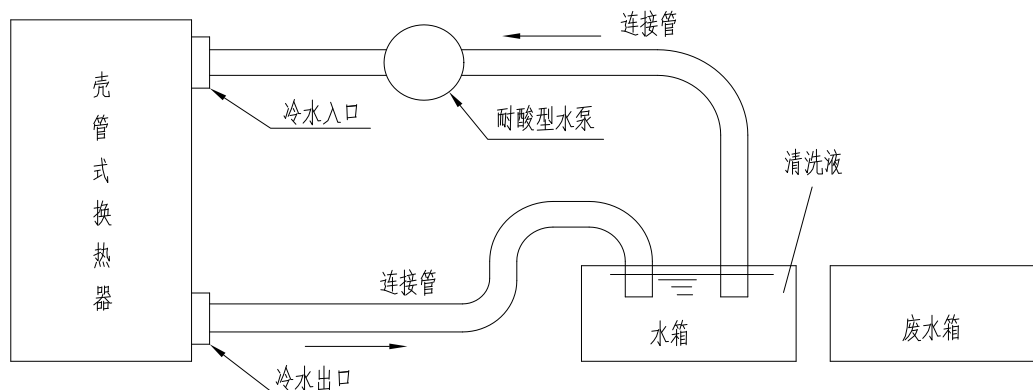 连接管
壳管式换热器
冷水入口
耐酸型水泵
清洗液
连接管
水箱
废水箱
冷水出口